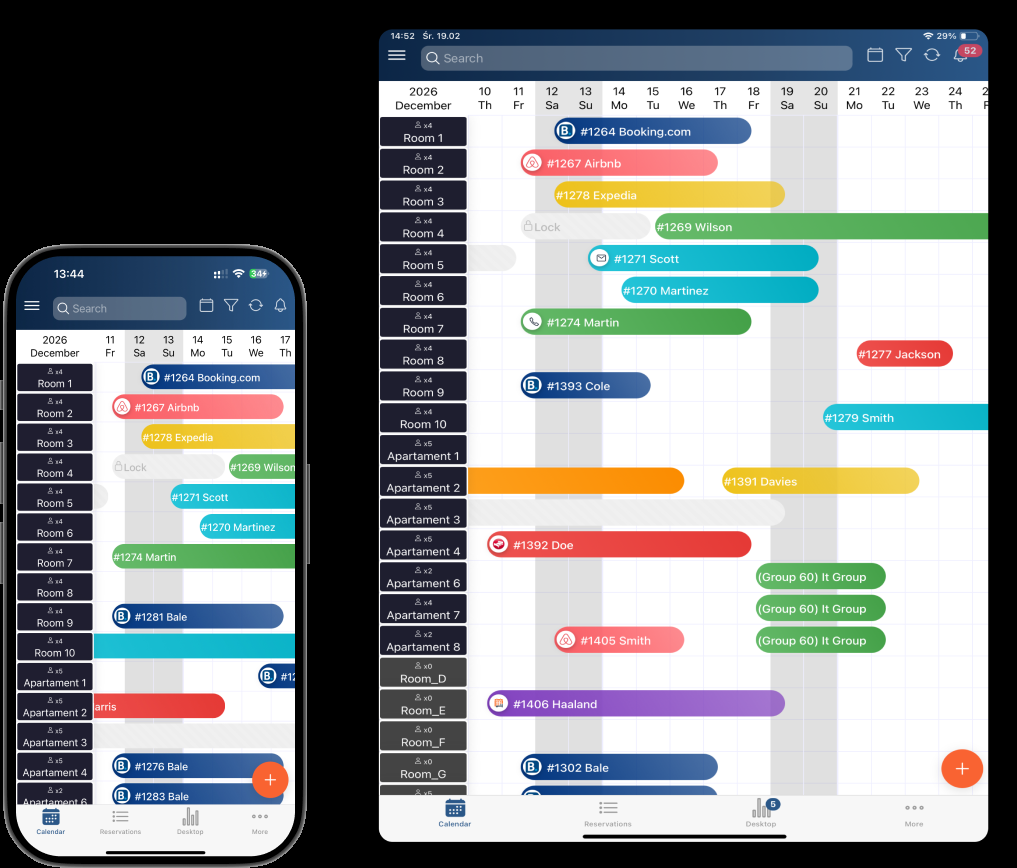 14:52 Śr. 19.02 29%
Search 52
2026 December 10 Th 11 Fr 12 Sa 13 Su 14 Mo 15 Tu 16 We 17 Th 18 Fr 19 Sa 20 Su 21 Mo 22 Tu 23 We 24 Th
x4
Room 1 #1264 Booking.com
x4
Room 2 #1267 Airbnb
x4
Room 3 #1278 Expedia
x4
Room 4 Lock #1269 Wilson
x4
Room 5 #1271 Scott
x4
Room 6 #1270 Martinez
x4
Room 7 #1274 Martin
x4
Room 8 #1277 Jackson
x4
Room 9 B. #1393 Cole
x4
Room 10 #1279 Smith
x5
Apartament 1
x5
Apartament 2 #1391 Davies
x5
Apartament 3
x5
Apartament 4 #1392 Doe
x2
Apartament 6 (Group 60) It Group
x4
Apartament 7 (Group 60) It Group
x2
Apartament 8 #1405 Smith (Group 60) It Group
x0
Room_D
x0
Room_E #1406 Haaland
x0
Room_F
x0
Room_G B. #1302 Bale
x5
5
Calendar Reservations Desktop More
13:44 34
Search
2026 December 11 Fr 12 Sa 13 Su 14 Mo 15 Tu 16 We 17 Th
x4
Room 1 B. #1264 Booking.com
x4
Room 2 #1267 Airbnb
x4
Room 3 #1278 Expedia
x4
Room 4 Lock #1269 Wilson
x4
Room 5 #1271 Scott
x4
Room 6 #1270 Martinez
x4
Room 7 #1274 Martin
x4
Room 8
x4
Room 9 B. #1281 Bale
x4
Room 10
x5
Apartament 1 B. #12
x5
Apartament 2 arris
x5
Apartament 3
x5
Apartament 4 B. #1276 Bale
x2
Apartament 6 B. #1283 Bale
Calendar Reservations Desktop More